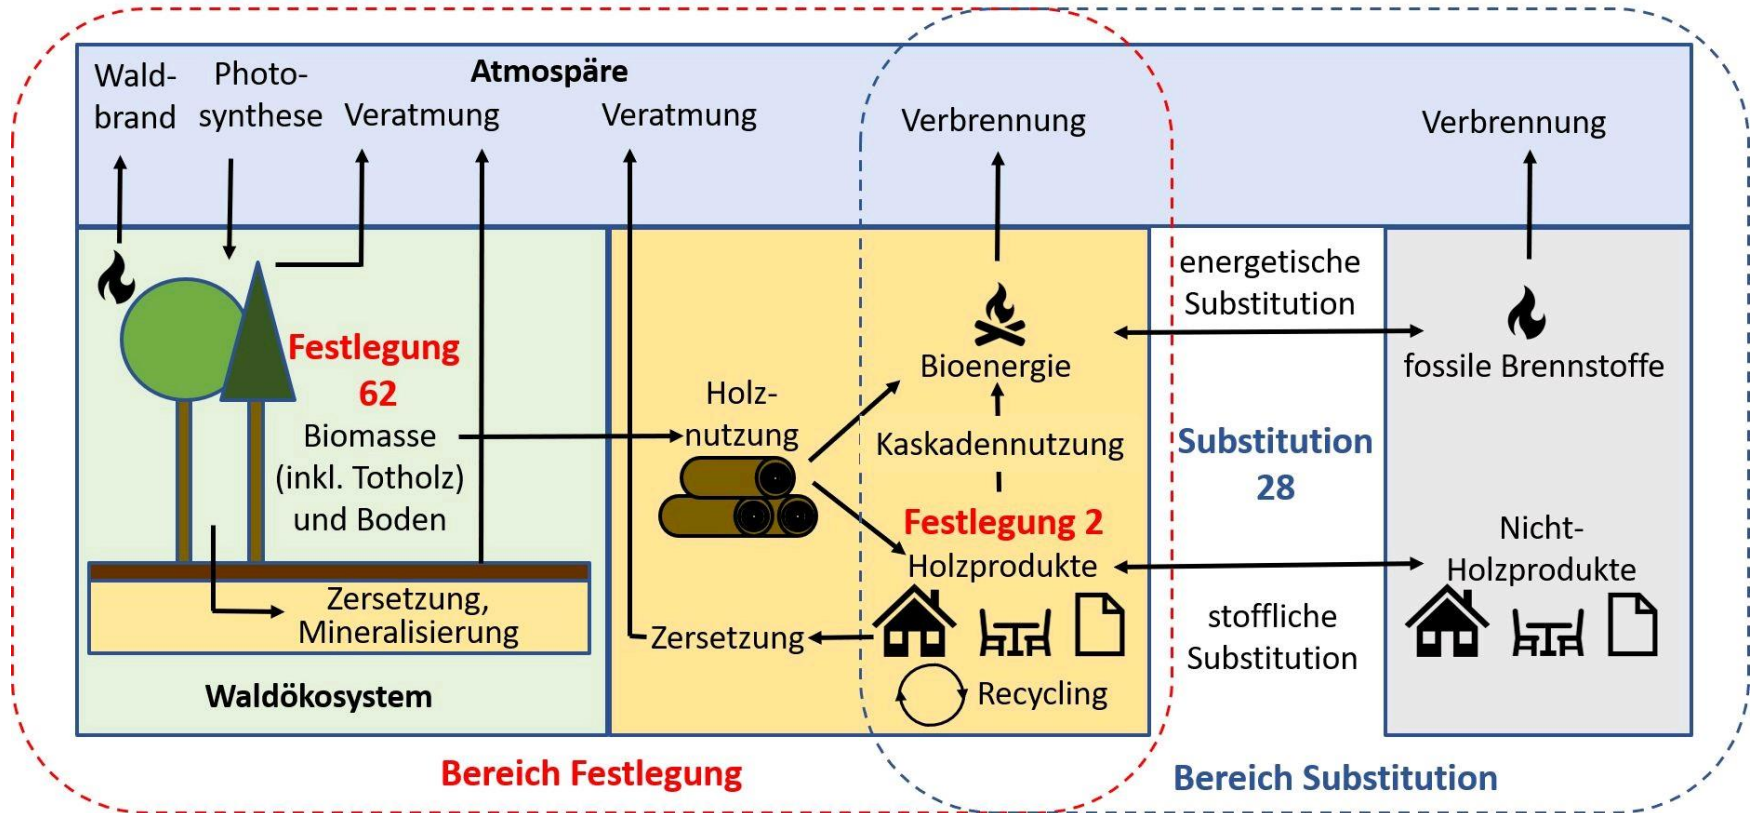 Atmospäre
Wald-
brand
Photo-
synthese
Veratmung
Veratmung
Verbrennung
Verbrennung
Festlegung
62
Biomasse
(inkl. Totholz)
und Boden
Zersetzung,
Mineralisierung
Waldökosystem
Holz-
nutzung
Bioenergie
Kaskadennutzung
Festlegung 2
Holzprodukte
Zersetzung
Recycling
energetische
Substitution
Substitution
28
stoffliche
Substitution
fossile Brennstoffe
Nicht-
Holzprodukte
Bereich Festlegung
Bereich Substitution